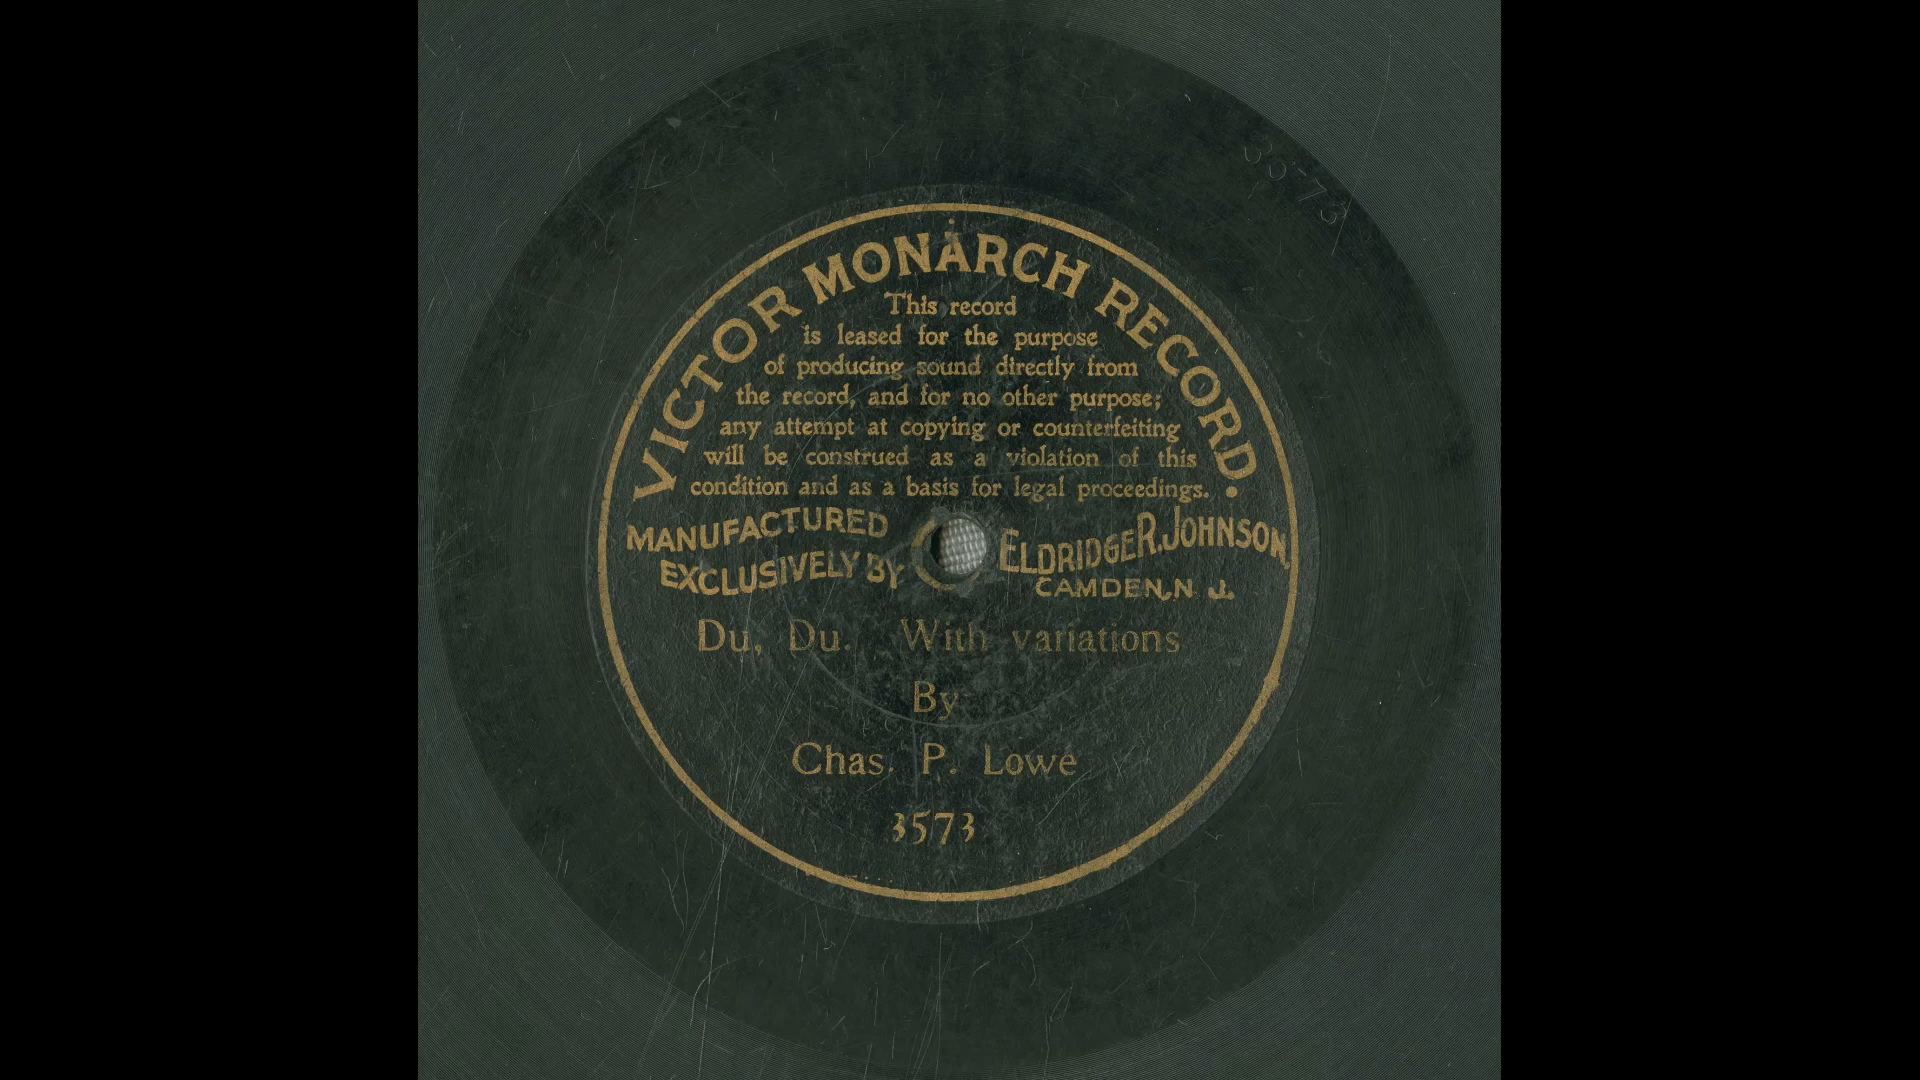 3573
VICTOR MONARCH RECORD.
This record
is leased for the purpose
of producing sound directly from
the record, and for no other purpose;
any attempt at copying or counterfeiting
will be construed as a violation of this
condition and as a basis for legal proceedings.
MANUFACTURED
EXCLUSIVELY BY
ELDRIDGE R. JOHNSON,
CAMDEN, N. J.
Du, Du. With variations
By
Chas. P. Lowe
3573